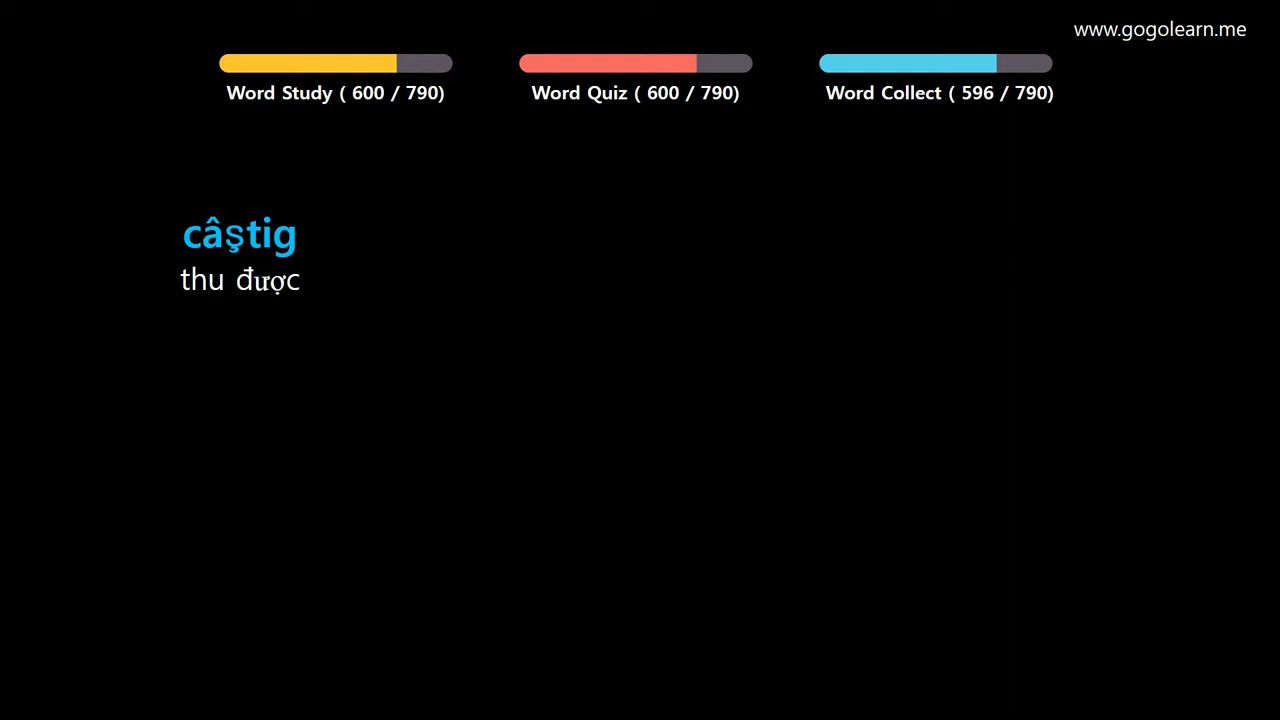 www.gogolearn.me
Word Study ( 600 / 790)
Word Quiz ( 600 / 790)
Word Collect ( 596 / 790)
câştig
thu được